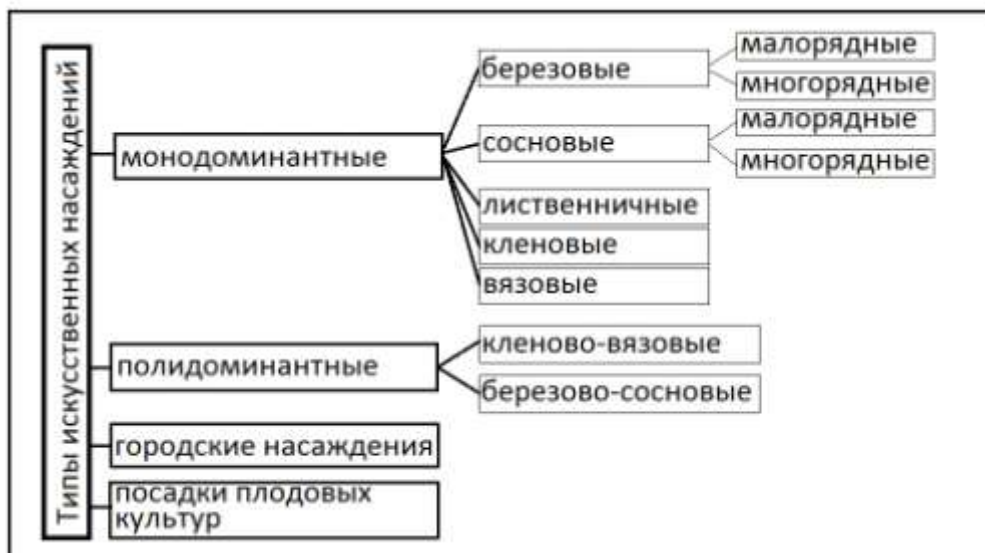 Типы искусственных насаждений
монодоминантные
березовые
малорядные
многорядные
сосновые
малорядные
многорядные
лиственничные
кленовые
вязовые
полидоминантные
кленово-вязовые
березово-сосновые
городские насаждения
посадки плодовых
культур